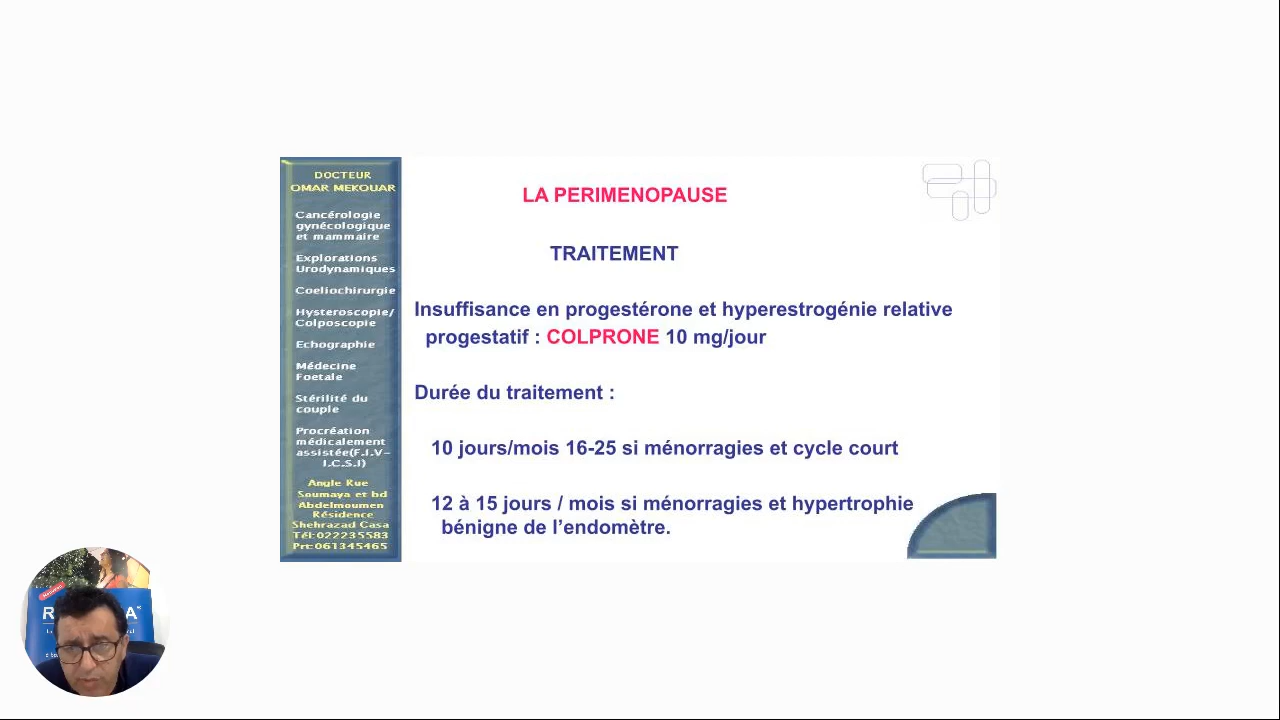 DOCTEUR
OMAR MEKOUAR
Cancérologie
gynécologique
et mammaire
Explorations
Urodynamiques
Coeliochirurgie
Hysteroscopie/
Colposcopie
Echographie
Médecine
Foetale
Stérilité du
couple
Procréation
médicalement
assistée(F.I.V-
I.C.S.I)
Angle Rue
Soumaya et bd
Abdelmoumen
Résidence
Shehrazad Casa
Tél:022235583
Prt:061345465
LA PERIMENOPAUSE
TRAITEMENT
Insuffisance en progestérone et hyperestrogénie relative
progestatif : COLPRONE 10 mg/jour
Durée du traitement :
10 jours/mois 16-25 si ménorragies et cycle court
12 à 15 jours / mois si ménorragies et hypertrophie
bénigne de l’endomètre.